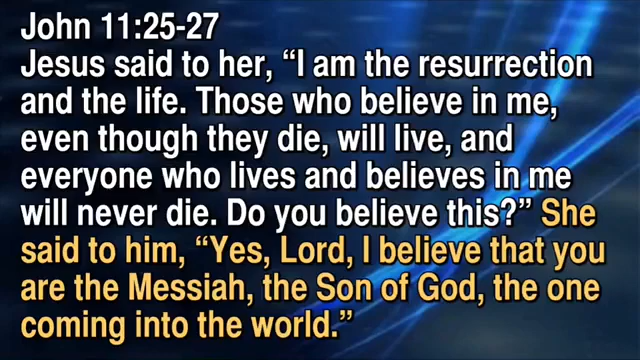 John 11:25-27
Jesus said to her, “I am the resurrection
and the life. Those who believe in me,
even though they die, will live, and
everyone who lives and believes in me
will never die. Do you believe this?” She
said to him, “Yes, Lord, I believe that you
are the Messiah, the Son of God, the one
coming into the world.”